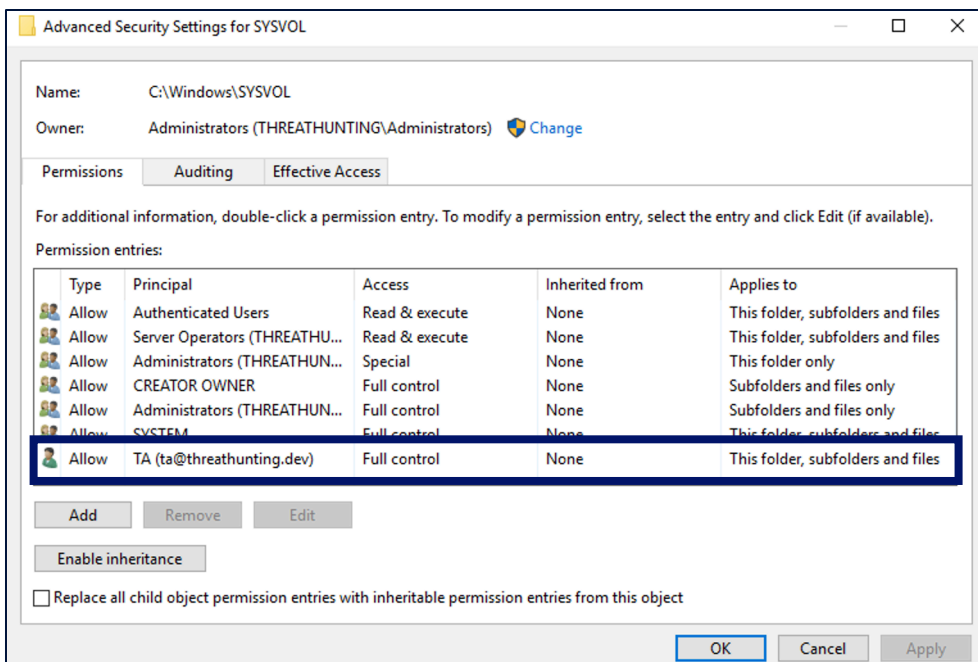 Advanced Security Settings for SYSVOL
Name: C:\Windows\SYSVOL
Owner: Administrators (THREATHUNTING\Administrators) Change
Permissions Auditing Effective Access
For additional information, double-click a permission entry. To modify a permission entry, select the entry and click Edit (if available).
Permission entries:
Type Principal Access Inherited from Applies to
Allow Authenticated Users Read & execute None This folder, subfolders and files
Allow Server Operators (THREATHU... Read & execute None This folder, subfolders and files
Allow Administrators (THREATHUN... Special None This folder only
Allow CREATOR OWNER Full control None Subfolders and files only
Allow Administrators (THREATHUN... Full control None Subfolders and files only
Allow SYSTEM Full control None This folder, subfolders and files
Allow TA (ta@threathunting.dev) Full control None This folder, subfolders and files
Add Remove Edit
Enable inheritance
Replace all child object permission entries with inheritable permission entries from this object
OK Cancel Apply